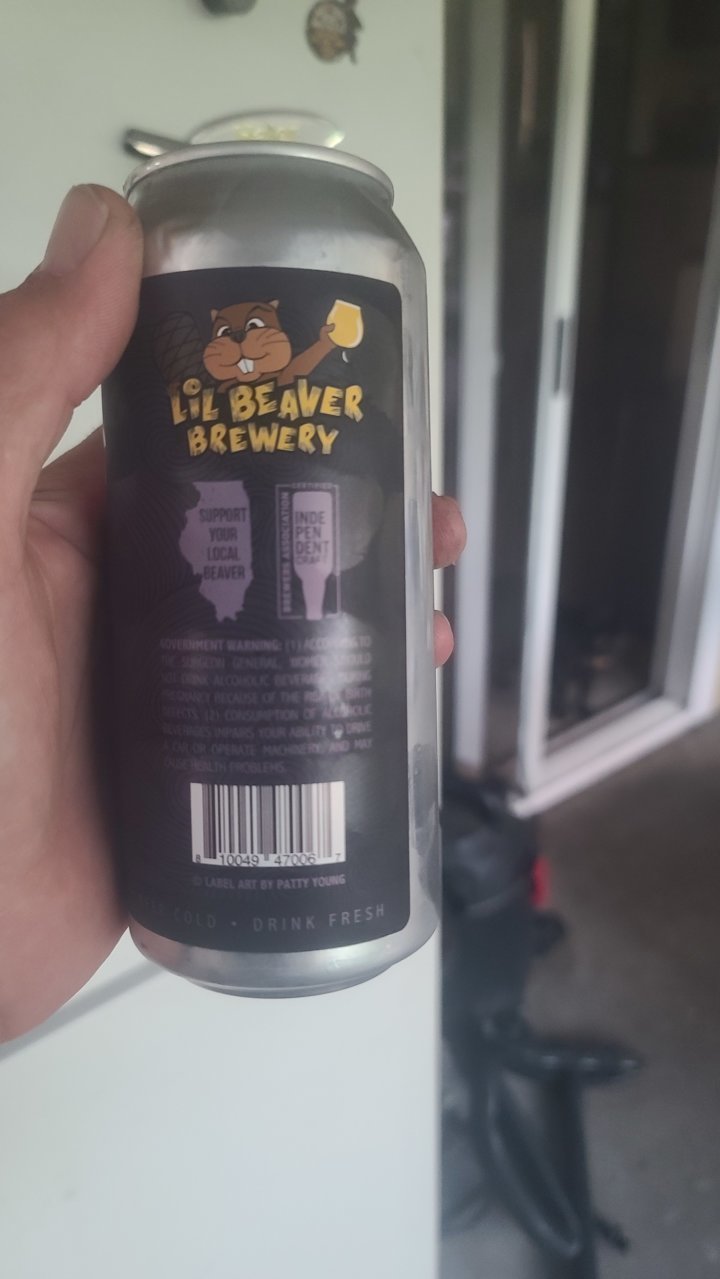 LIL BEAVER
BREWERY
SUPPORT
YOUR
LOCAL
BEAVER
CERTIFIED
BREWERS ASSOCIATION
INDE
PEN
DENT
CRAFT
GOVERNMENT WARNING: (1) ACCORDING TO
THE SURGEON GENERAL, WOMEN SHOULD
NOT DRINK ALCOHOLIC BEVERAGES DURING
PREGNANCY BECAUSE OF THE RISK OF BIRTH
DEFECTS. (2) CONSUMPTION OF ALCOHOLIC
BEVERAGES IMPAIRS YOUR ABILITY TO DRIVE
A CAR OR OPERATE MACHINERY, AND MAY
CAUSE HEALTH PROBLEMS.
8 10049 47006 7
© LABEL ART BY PATTY YOUNG
COLD • DRINK FRESH